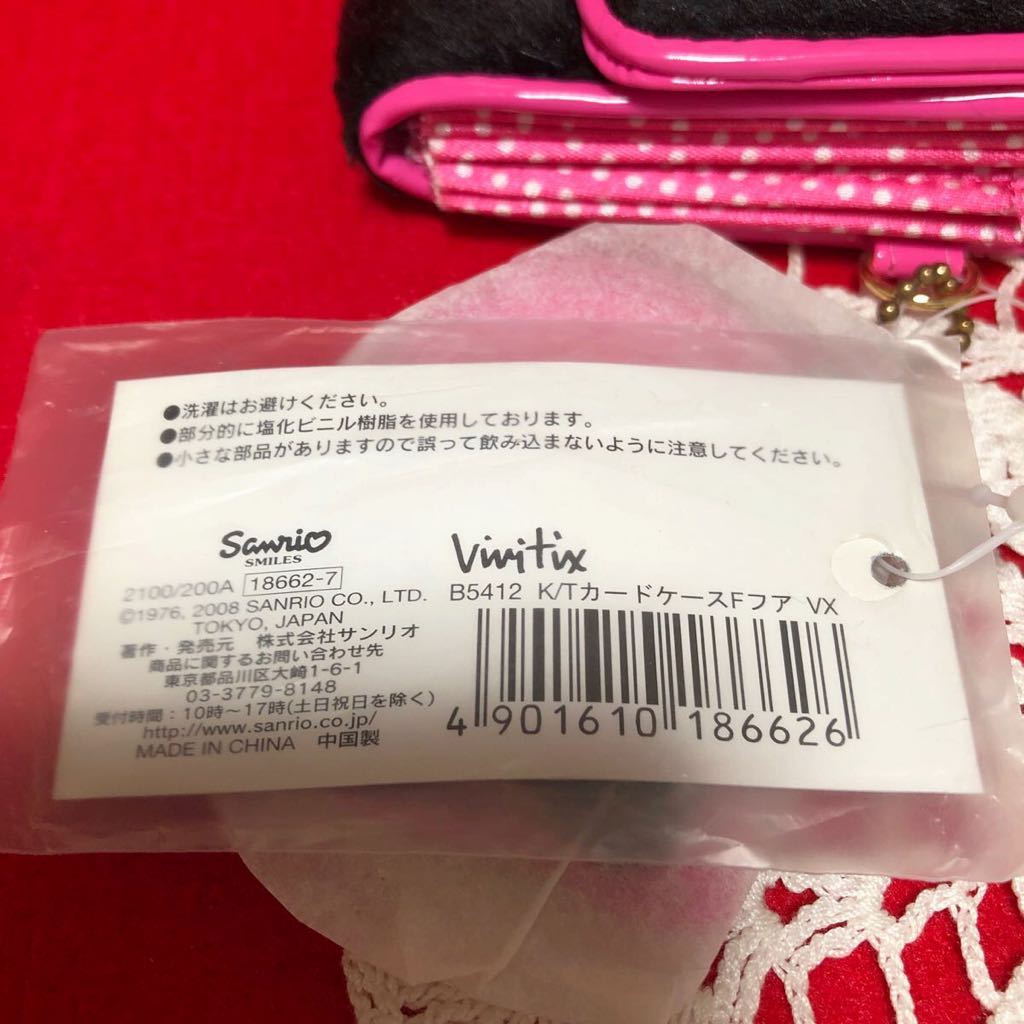 ●洗濯はお避けください。
●部分的に塩化ビニル樹脂を使用しております。
●小さな部品がありますので誤って飲み込まないように注意してください。
Sanrio
SMILES
2100/200A 18662-7
©1976, 2008 SANRIO CO., LTD.
TOKYO, JAPAN
著作・発売元 株式会社サンリオ
商品に関するお問い合わせ先
東京都品川区大崎1-6-1
03-3779-8148
受付時間：10時～17時(土日祝日を除く)
http://www.sanrio.co.jp/
MADE IN CHINA 中国製
Vivitix
B5412 K/TカードケースFファ VX
4 901610 186626